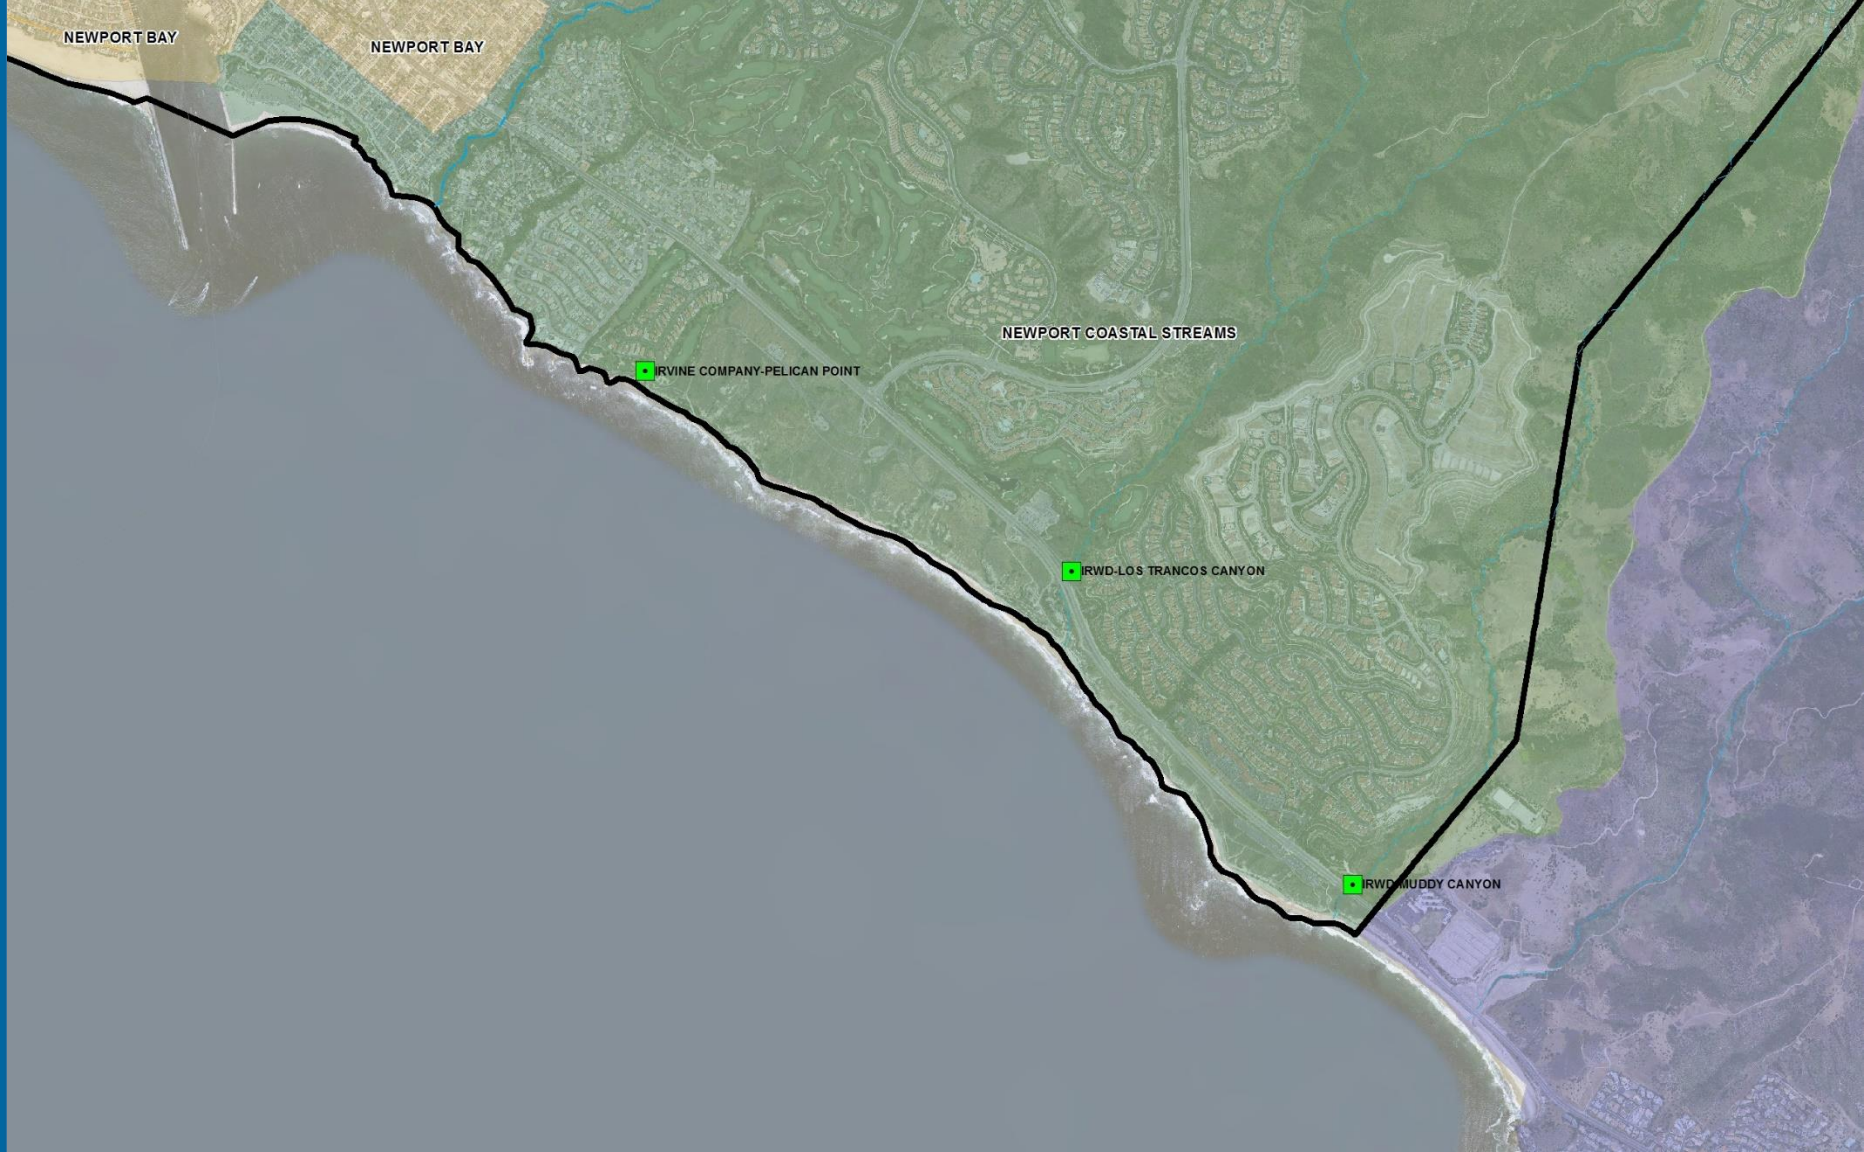 NEWPORT BAY
NEWPORT BAY
NEWPORT COASTAL STREAMS
IRVINE COMPANY-PELICAN POINT
IRWD-LOS TRANCOS CANYON
IRWD-MUDDY CANYON